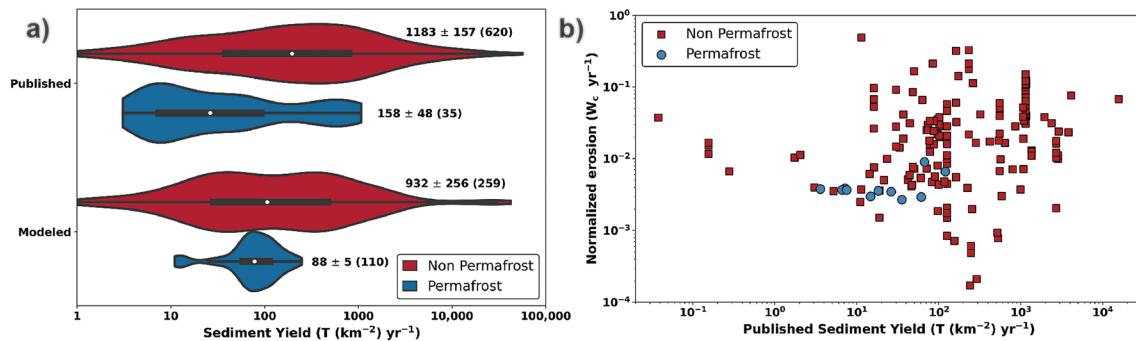 a)
1183 ± 157 (620)
Published
158 ± 48 (35)
932 ± 256 (259)
Modeled
88 ± 5 (110)
Non Permafrost
Permafrost
1 10 100 1000 10,000 100,000
Sediment Yield (T (km⁻²) yr⁻¹)
b)
Normalized erosion (W꜀ yr⁻¹)
10⁰
10⁻¹
10⁻²
10⁻³
10⁻⁴
Non Permafrost
Permafrost
10⁻¹ 10⁰ 10¹ 10² 10³ 10⁴
Published Sediment Yield (T (km⁻²) yr⁻¹)